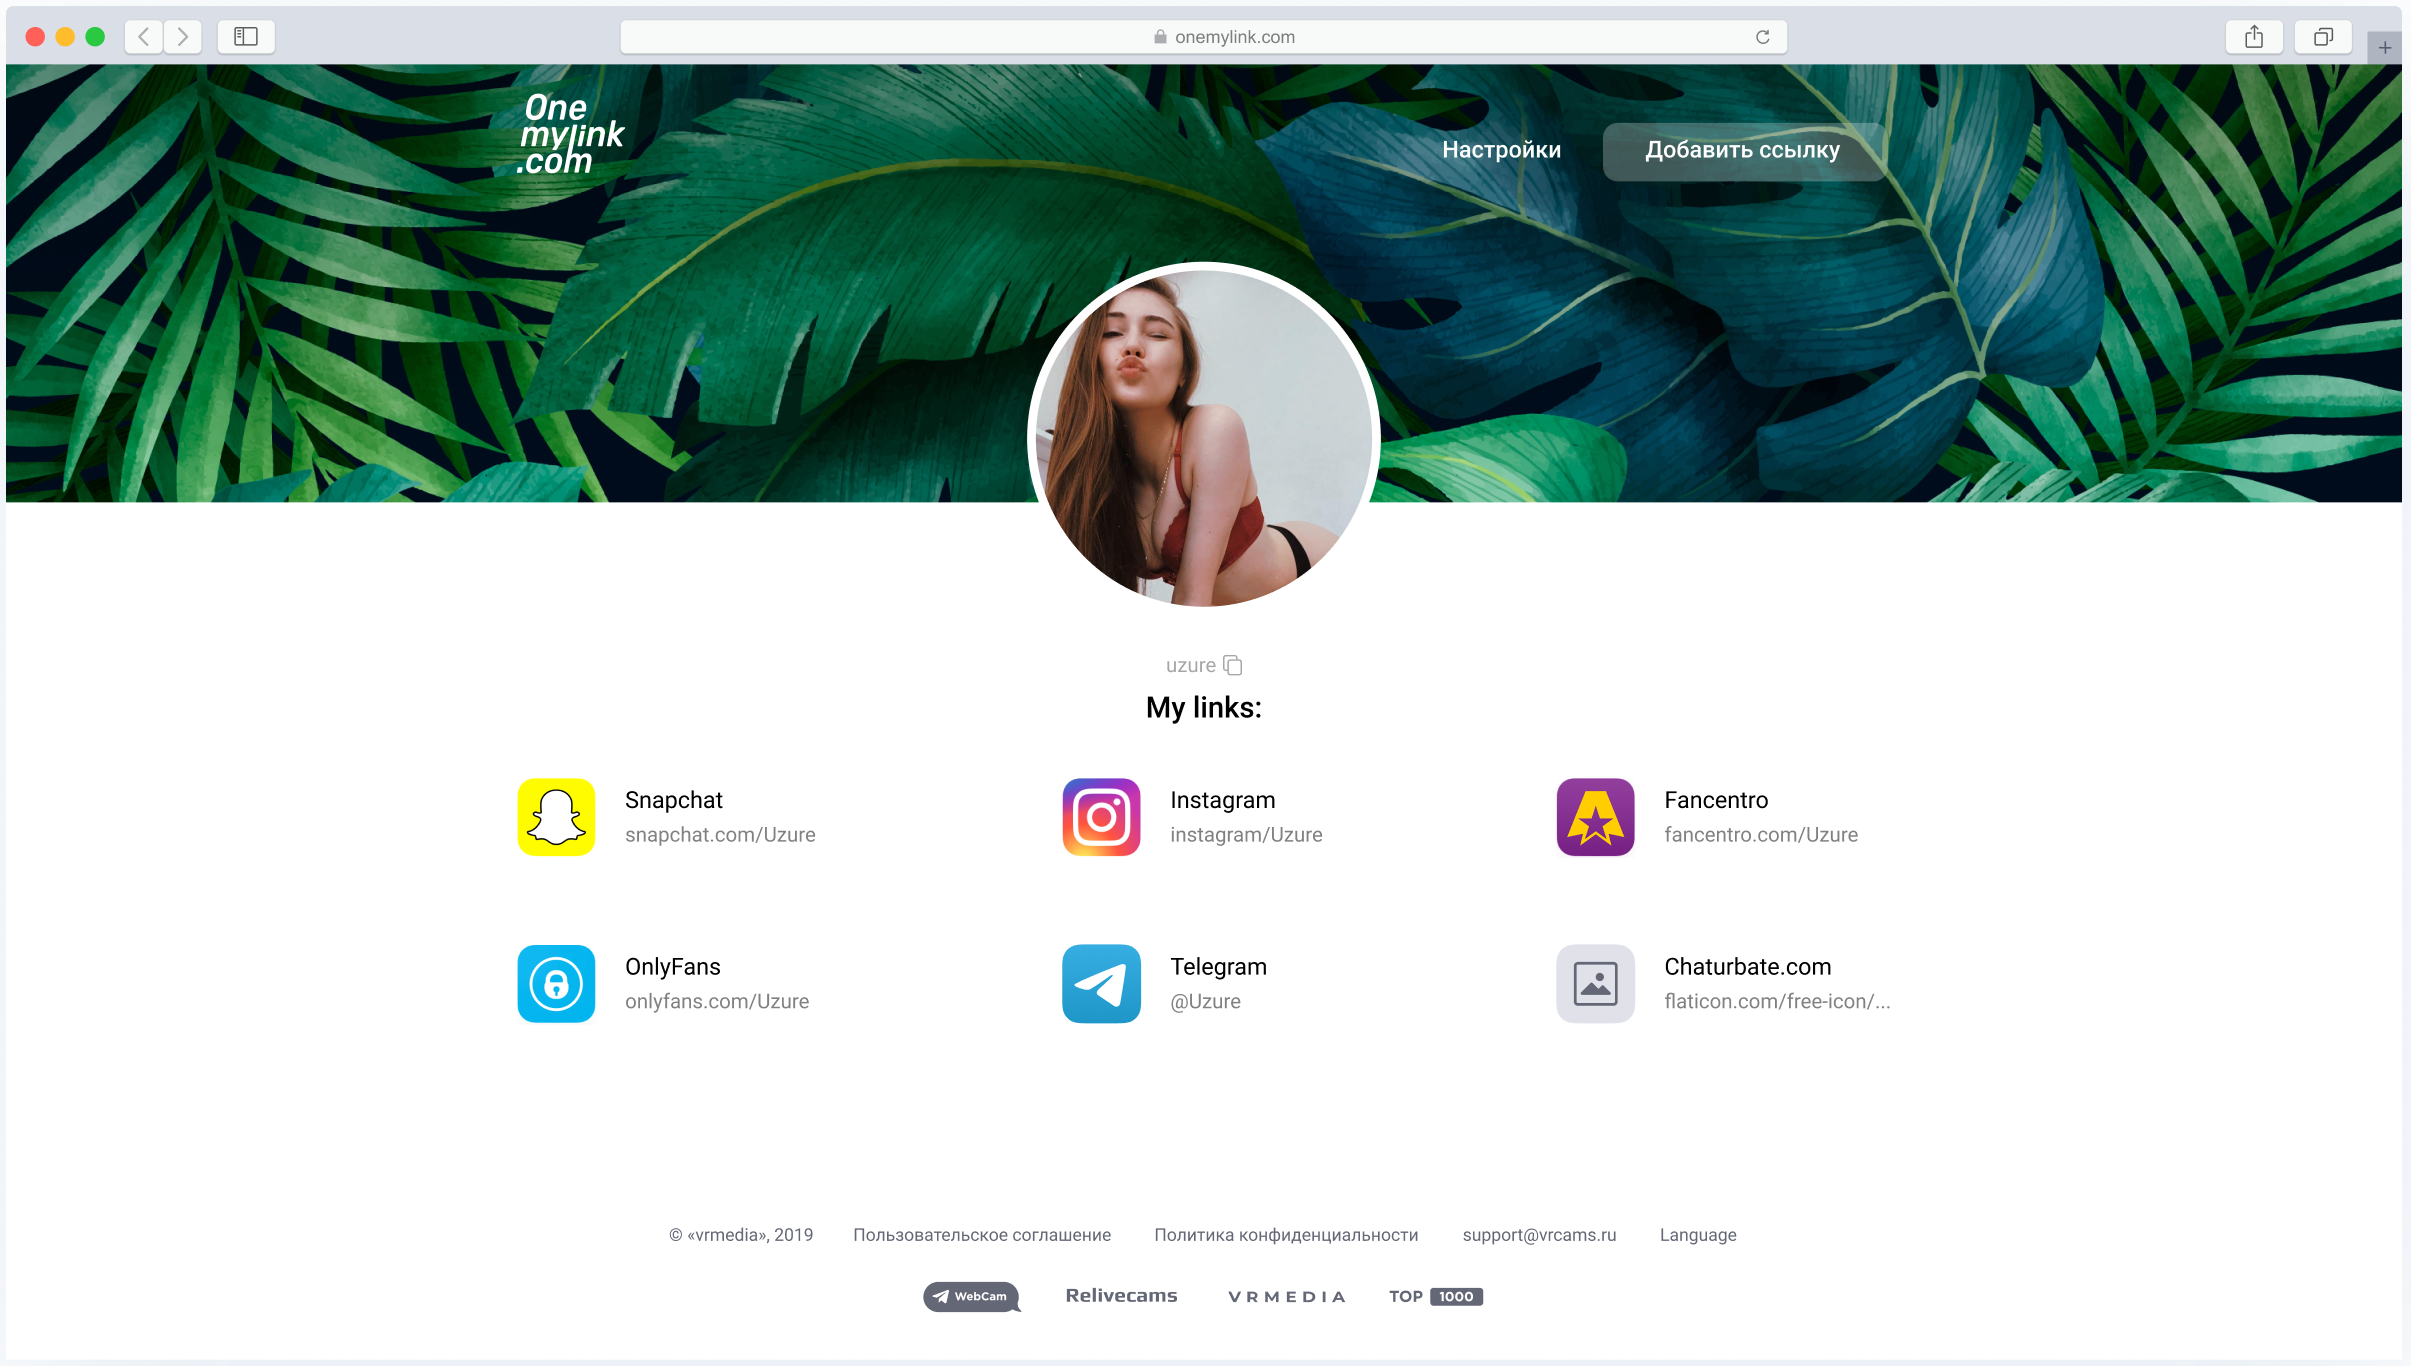 onemylink.com
One
mylink
.com
Настройки
Добавить ссылку
uzure
My links:
Snapchat
snapchat.com/Uzure
Instagram
instagram/Uzure
Fancentro
fancentro.com/Uzure
OnlyFans
onlyfans.com/Uzure
Telegram
@Uzure
Chaturbate.com
flaticon.com/free-icon/...
© «vrmedia», 2019
Пользовательское соглашение
Политика конфиденциальности
support@vrcams.ru
Language
WebCam
Relivecams
VRMEDIA
TOP 1000